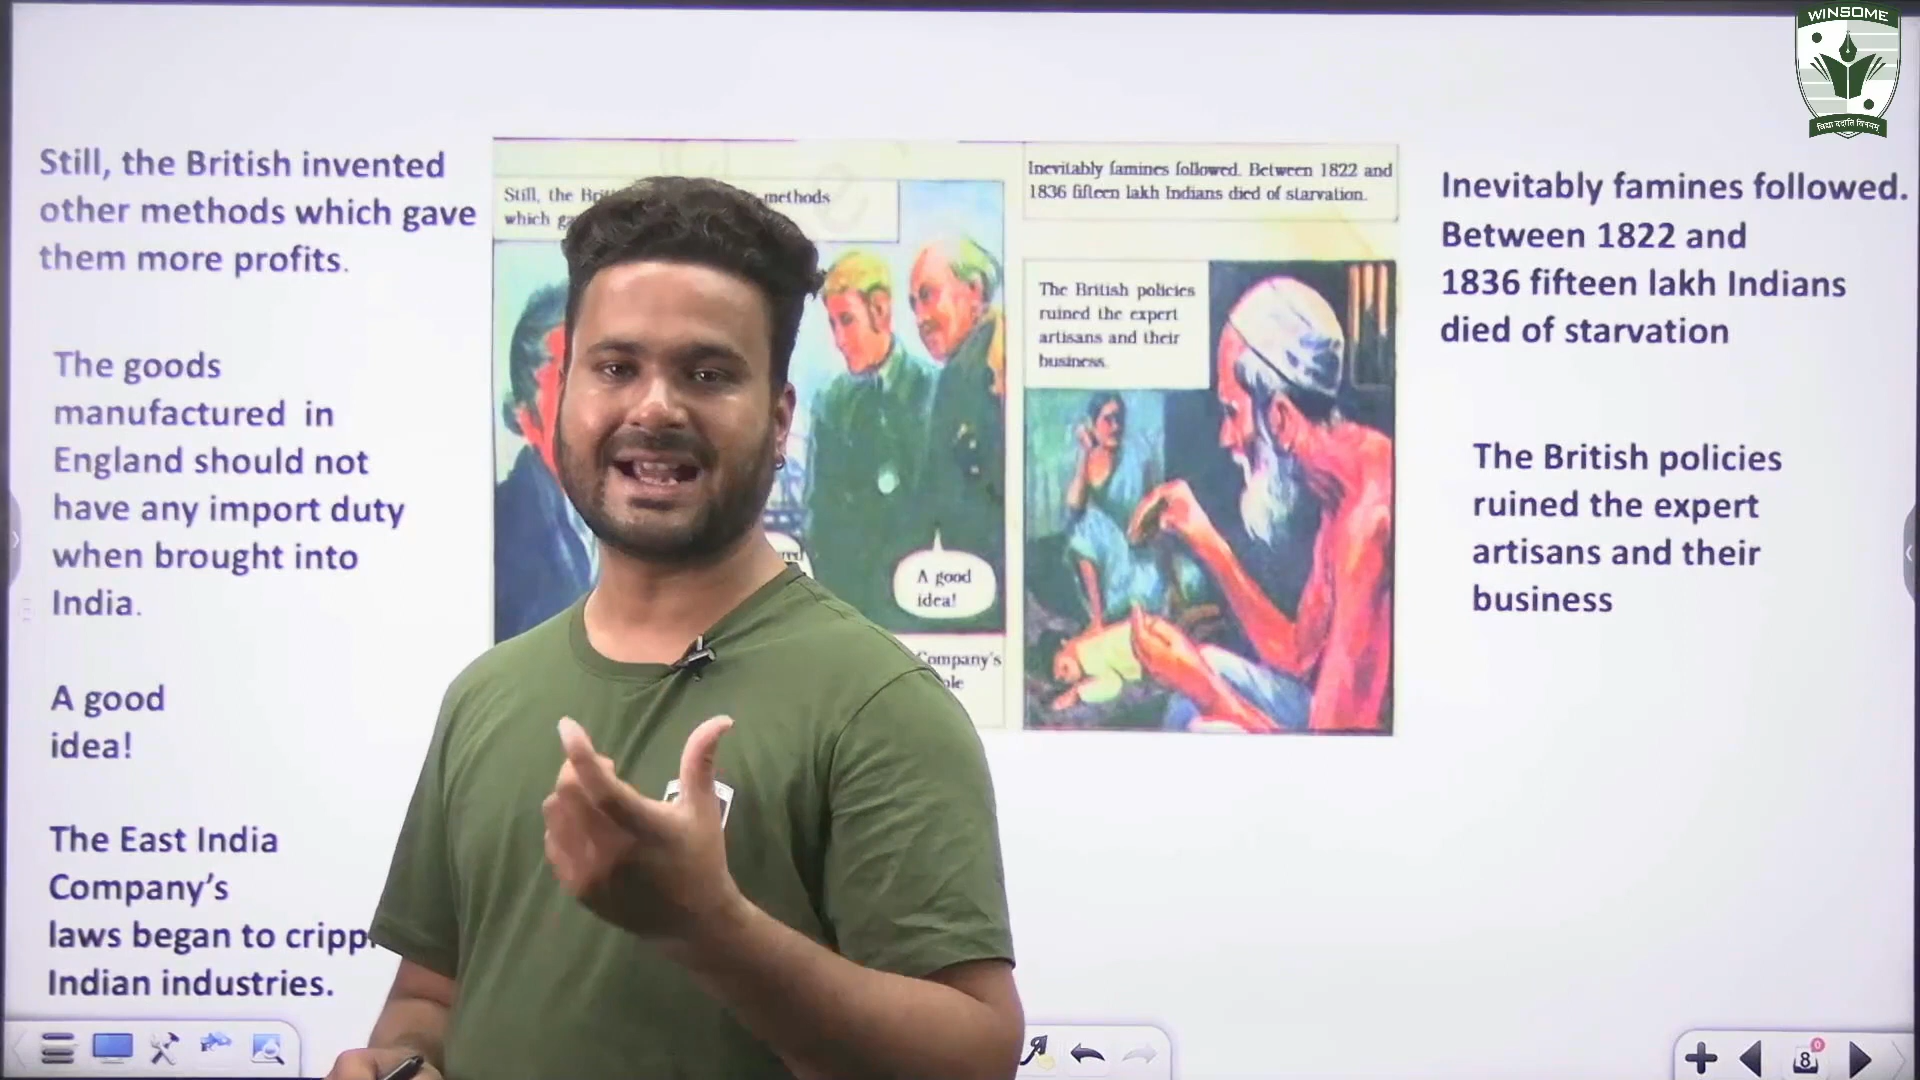 WINSOME
विद्या ददाति विनयम्
Still, the British invented
other methods which gave
them more profits.
The goods
manufactured in
England should not
have any import duty
when brought into
India.
A good
idea!
The East India
Company's
laws began to
Indian industries.
Still, the methods
which
A good
idea!
Company's
Inevitably famines followed. Between 1822 and
1836 fifteen lakh Indians died of starvation.
The British policies
ruined the expert
artisans and their
business.
Inevitably famines followed.
Between 1822 and
1836 fifteen lakh Indians
died of starvation
The British policies
ruined the expert
artisans and their
business
8
0